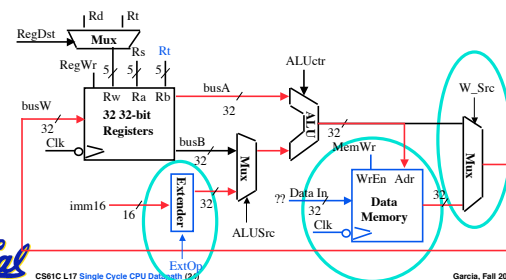 Rd Rt
RegDst
Mux
Rs Rt
ALUctr
RegWr 5 5 5
busA
W_Src
Rw Ra Rb
busW
32
32 32-bit
Registers
ALU
32
32
busB
MemWr
Clk
32
Mux
Mux
WrEn Adr
Extender
?? Data In
32
32
Data
Memory
imm16
16
32
Clk
ALUSrc
ExtOp
CS61C L17 Single Cycle CPU Datapath
Garcia, Fall 20